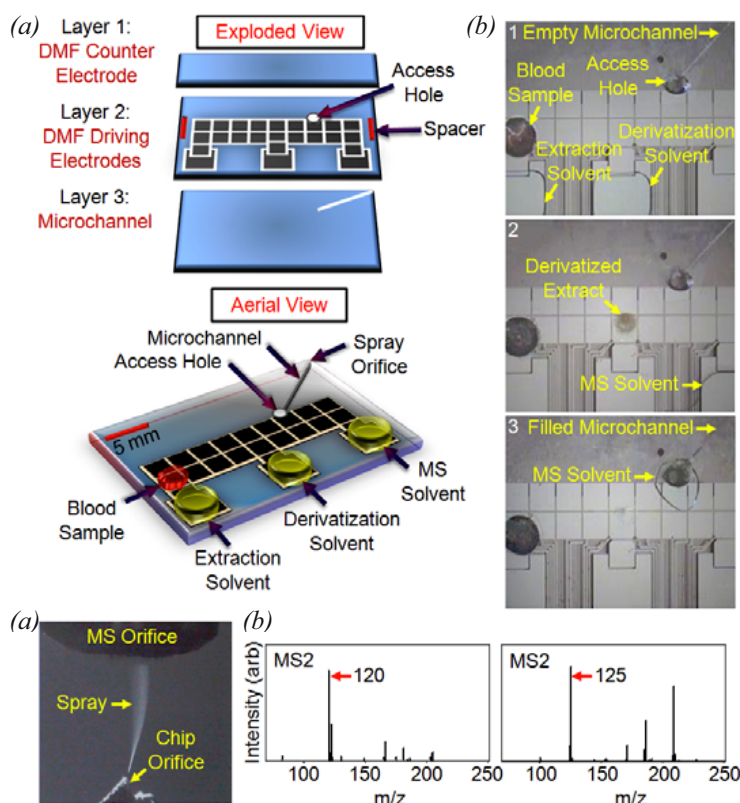 (a)
Layer 1:
DMF Counter
Electrode
Exploded View
Access
Hole
Layer 2:
DMF Driving
Electrodes
Spacer
Layer 3:
Microchannel
Aerial View
Microchannel
Access Hole
Spray
Orifice
5 mm
MS
Solvent
Blood
Sample
Derivatization
Solvent
Extraction
Solvent
(b)
1 Empty Microchannel
Access
Hole
Blood
Sample
Derivatization
Solvent
Extraction
Solvent
2
Derivatized
Extract
MS Solvent
3 Filled Microchannel
MS Solvent
(a)
MS Orifice
Spray
Chip
Orifice
(b)
Intensity (arb)
MS2
120
100 150 200 250
m/z
MS2
125
100 150 200 250
m/z